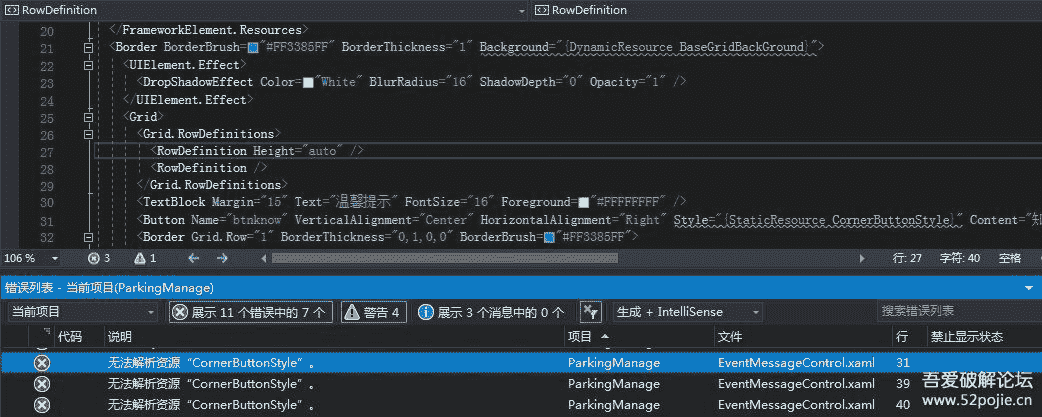 RowDefinition RowDefinition
20 </FrameworkElement.Resources>
21 <Border BorderBrush="#FF3385FF" BorderThickness="1" Background="{DynamicResource BaseGridBackGround}">
22 <UIElement.Effect>
23 <DropShadowEffect Color="White" BlurRadius="16" ShadowDepth="0" Opacity="1" />
24 </UIElement.Effect>
25 <Grid>
26 <Grid.RowDefinitions>
27 <RowDefinition Height="auto" />
28 <RowDefinition />
29 </Grid.RowDefinitions>
30 <TextBlock Margin="15" Text="温馨提示" FontSize="16" Foreground="#FFFFFFFF" />
31 <Button Name="btnknow" VerticalAlignment="Center" HorizontalAlignment="Right" Style="{StaticResource CornerButtonStyle}" Content="知
32 <Border Grid.Row="1" BorderThickness="0,1,0,0" BorderBrush="#FF3385FF">
106 % 3 1 行: 27 字符: 40 空格
错误列表 - 当前项目(ParkingManage)
当前项目 展示 11 个错误中的 7 个 警告 4 展示 3 个消息中的 0 个 生成 + IntelliSense 搜索错误列表
代码 说明 项目 文件 行 禁止显示状态
无法解析资源“CornerButtonStyle”。 ParkingManage EventMessageControl.xaml 31
无法解析资源“CornerButtonStyle”。 ParkingManage EventMessageControl.xaml 39
无法解析资源“CornerButtonStyle”。 ParkingManage EventMessageControl.xaml 40
吾爱破解论坛
www.52pojie.cn